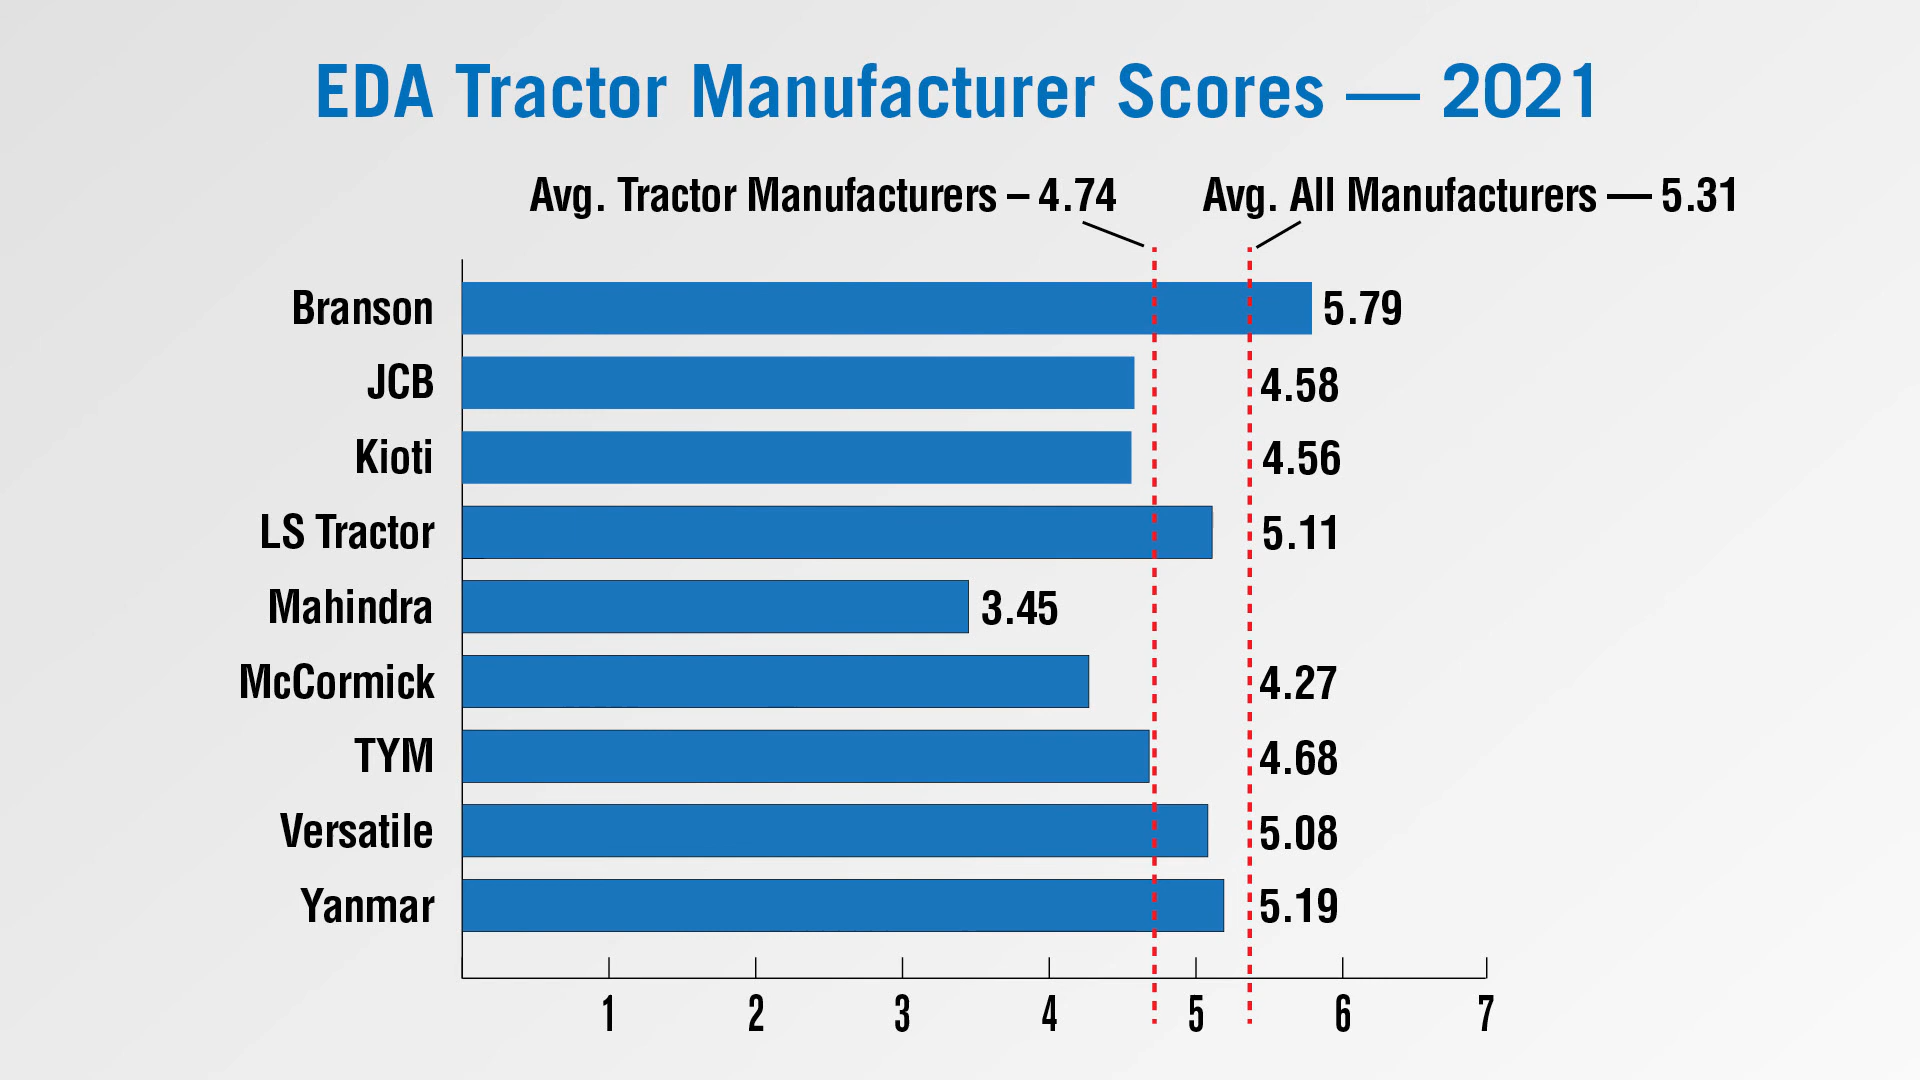 EDA Tractor Manufacturer Scores — 2021
Avg. Tractor Manufacturers – 4.74
Avg. All Manufacturers — 5.31
Branson 5.79
JCB 4.58
Kioti 4.56
LS Tractor 5.11
Mahindra 3.45
McCormick 4.27
TYM 4.68
Versatile 5.08
Yanmar 5.19
1 2 3 4 5 6 7